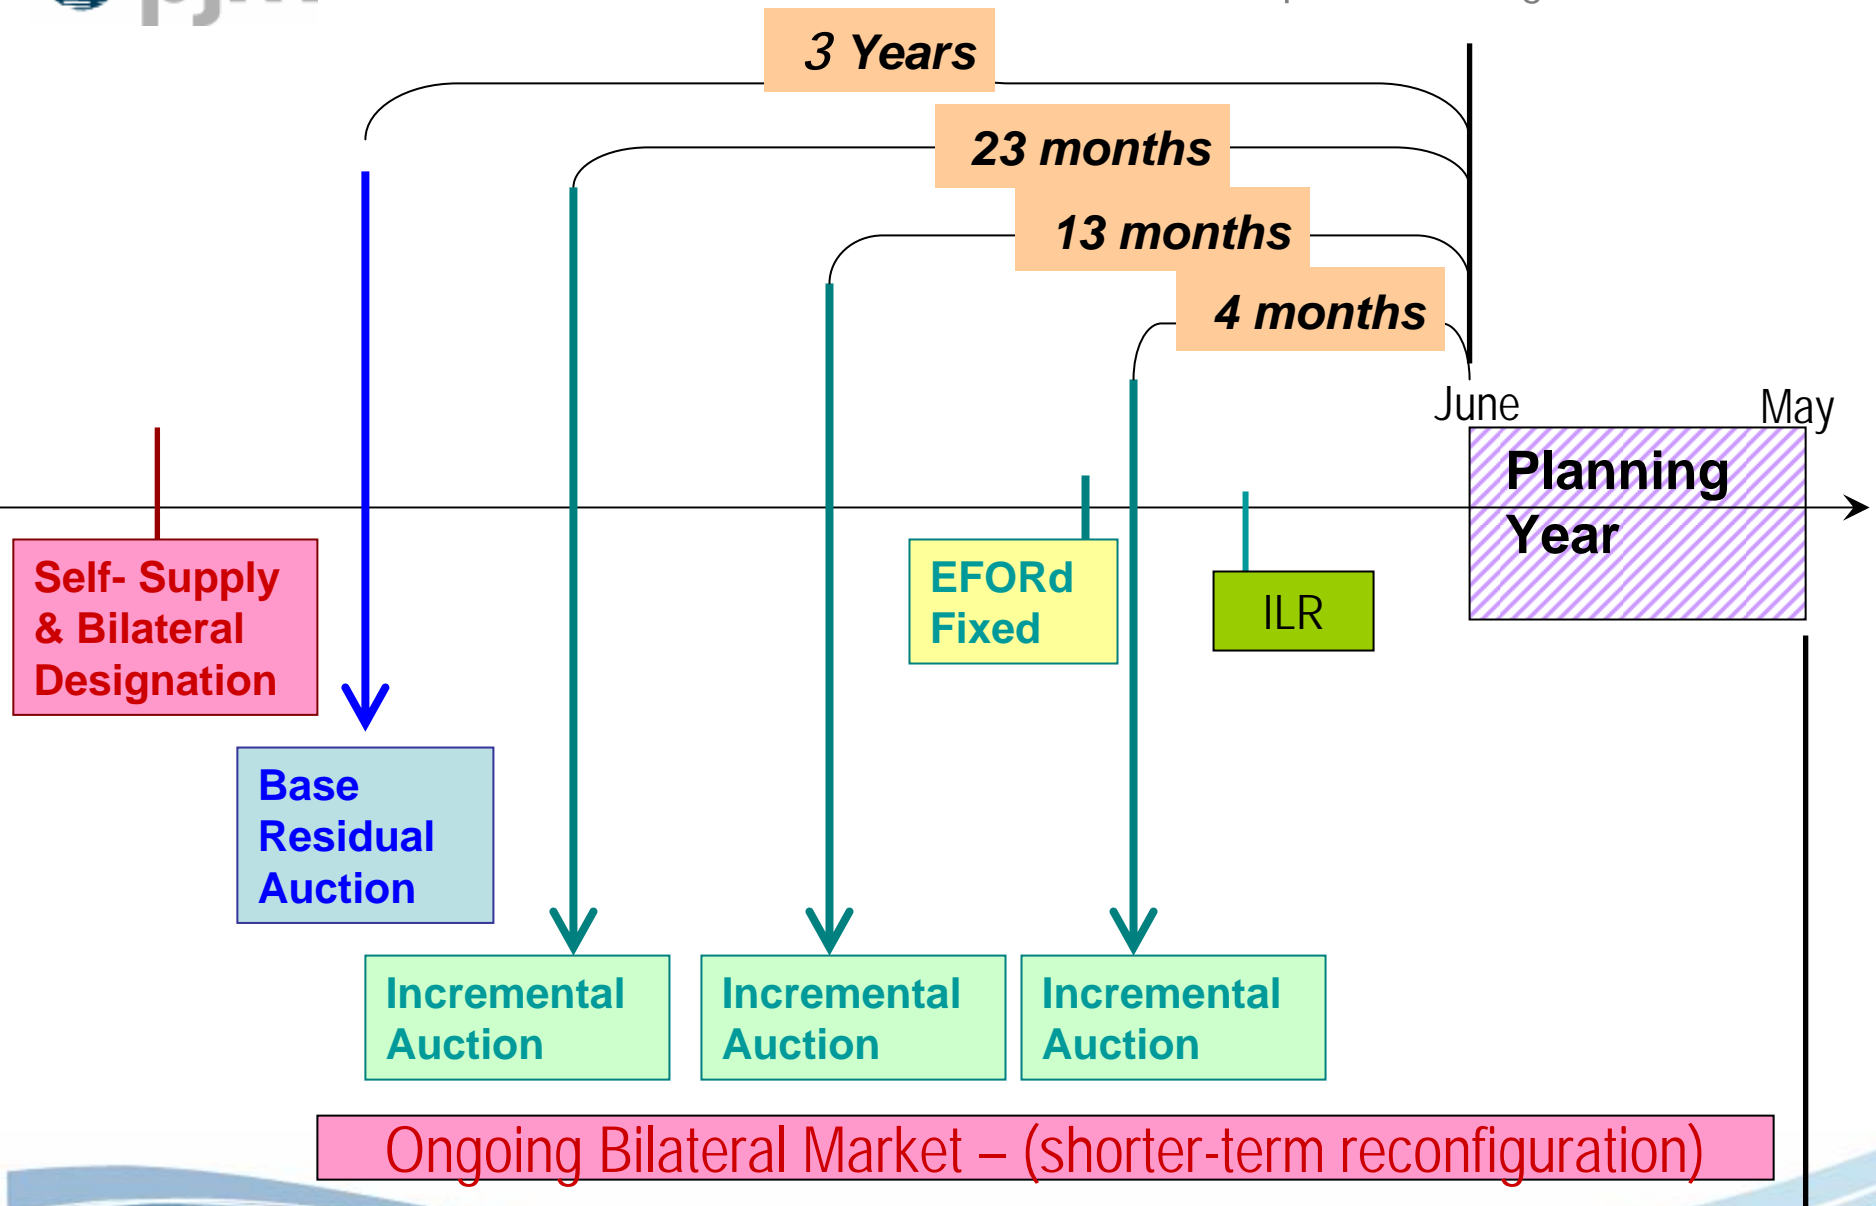 pjm
3 Years
23 months
13 months
4 months
June
May
Planning
Year
Self- Supply
& Bilateral
Designation
EFORd
Fixed
ILR
Base
Residual
Auction
Incremental
Auction
Incremental
Auction
Incremental
Auction
Ongoing Bilateral Market – (shorter-term reconfiguration)